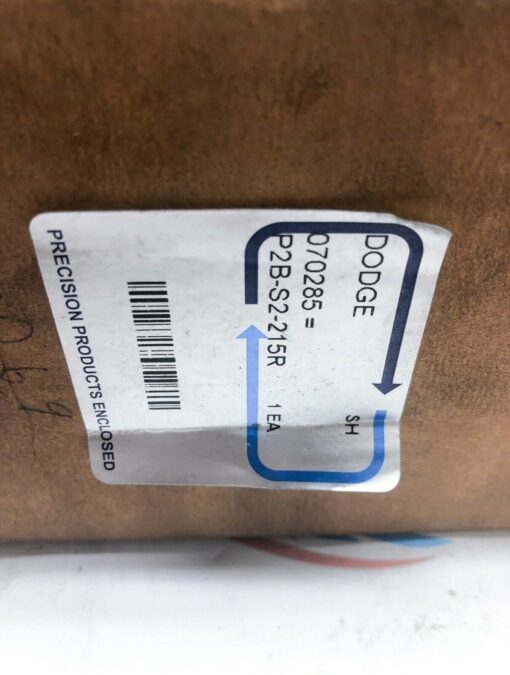 DODGE
SH
070285 =
P2B-S2-215R
1 EA
PRECISION PRODUCTS ENCLOSED